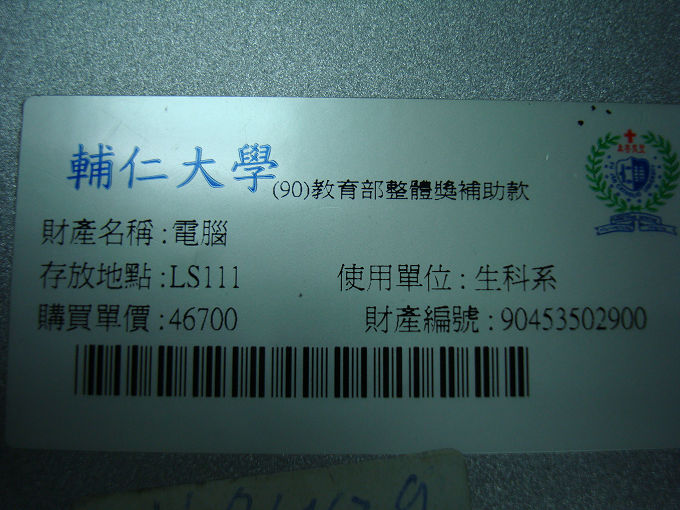 輔仁大學(90)教育部整體獎補助款
財產名稱:電腦
存放地點:LS111 使用單位:生科系
購買單價:46700 財產編號:90453502900